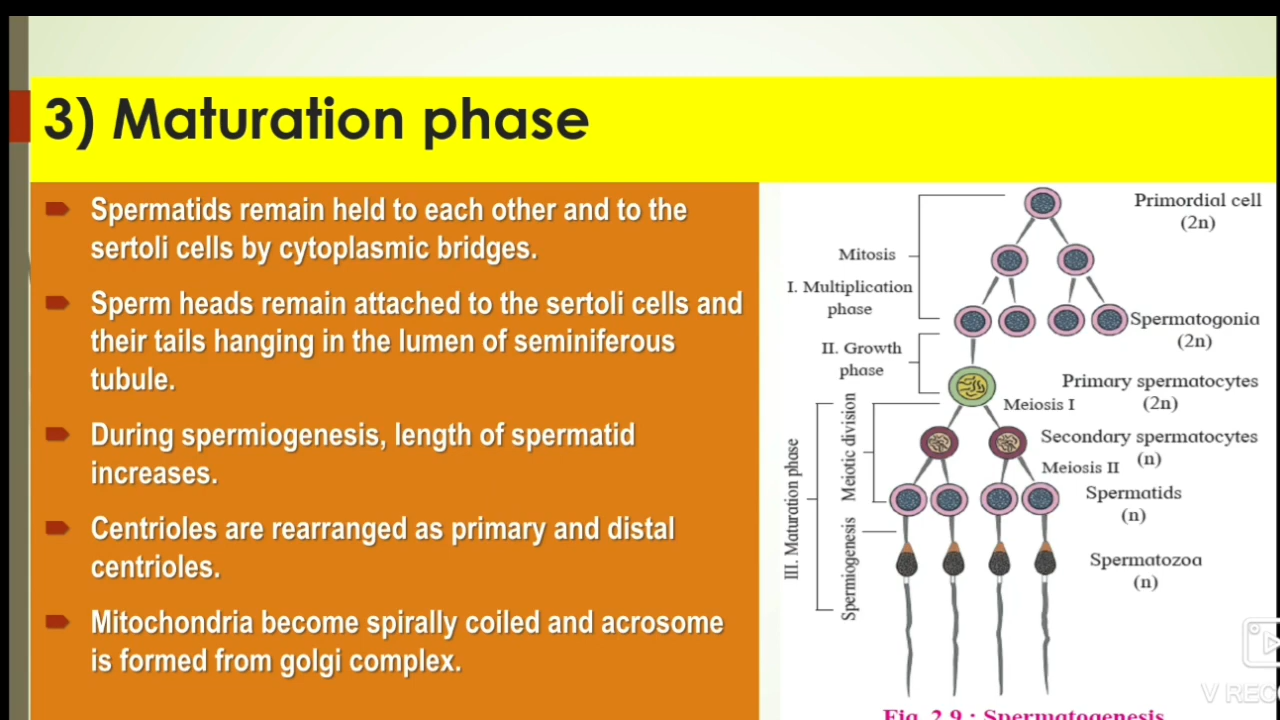 3) Maturation phase
Spermatids remain held to each other and to the
sertoli cells by cytoplasmic bridges.
Sperm heads remain attached to the sertoli cells and
their tails hanging in the lumen of seminiferous
tubule.
During spermiogenesis, length of spermatid
increases.
Centrioles are rearranged as primary and distal
centrioles.
Mitochondria become spirally coiled and acrosome
is formed from golgi complex.
Primordial cell
(2n)
Mitosis
I. Multiplication
phase
Spermatogonia
(2n)
II. Growth
phase
Primary spermatocytes
(2n)
Meiosis I
Secondary spermatocytes
(n)
Meiosis II
Spermatids
(n)
Spermatozoa
(n)
III. Maturation phase
Meiotic division
Spermiogenesis
Fig. 2.9 : Spermatogenesis
V REC